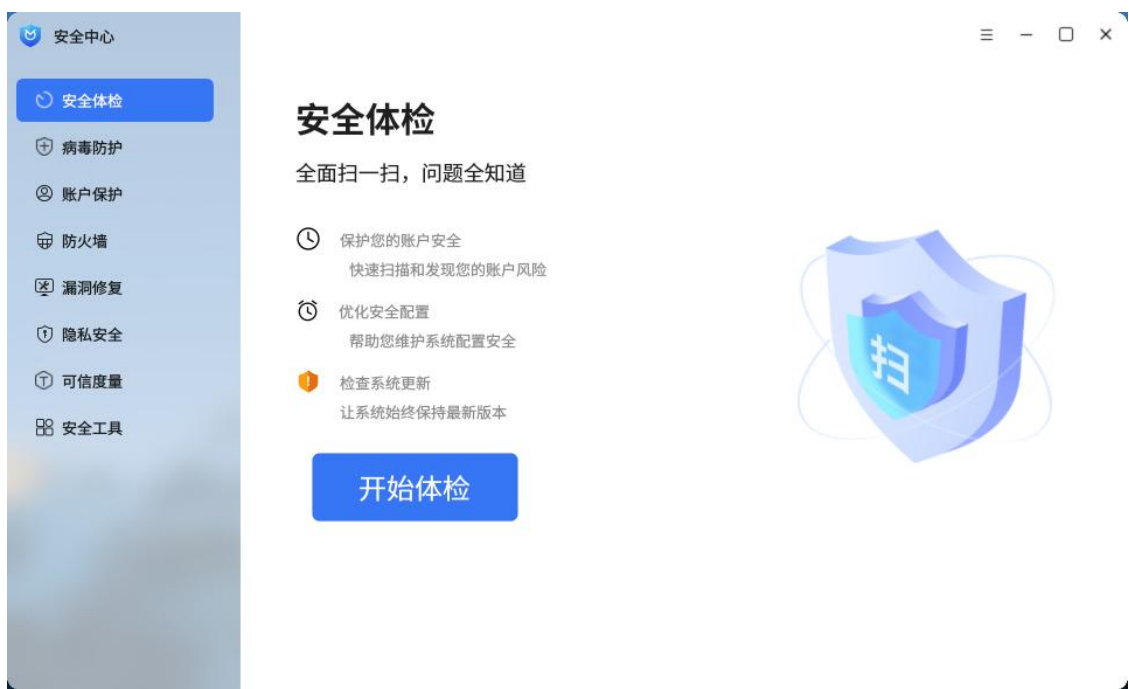 安全中心
安全体检
病毒防护
账户保护
防火墙
漏洞修复
隐私安全
可信度量
安全工具
安全体检
全面扫一扫，问题全知道
保护您的账户安全
快速扫描和发现您的账户风险
优化安全配置
帮助您维护系统配置安全
检查系统更新
让系统始终保持最新版本
开始体检
扫